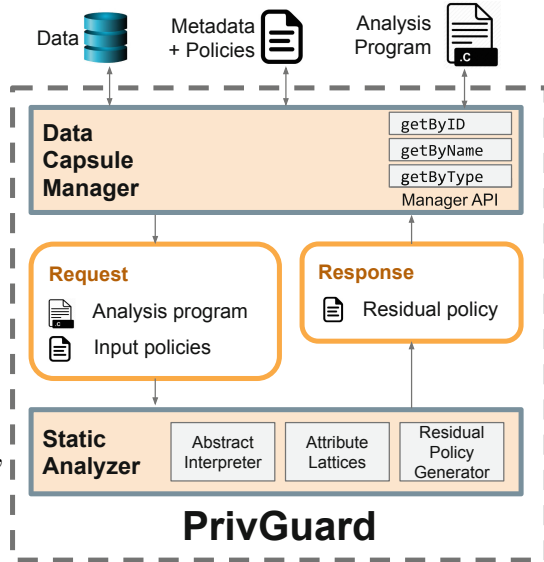 Data
Metadata
+ Policies
Analysis
Program
.C
Data
Capsule
Manager
getByID
getByName
getByType
Manager API
Request
Analysis program
Input policies
Response
Residual policy
Static
Analyzer
Abstract
Interpreter
Attribute
Lattices
Residual
Policy
Generator
PrivGuard